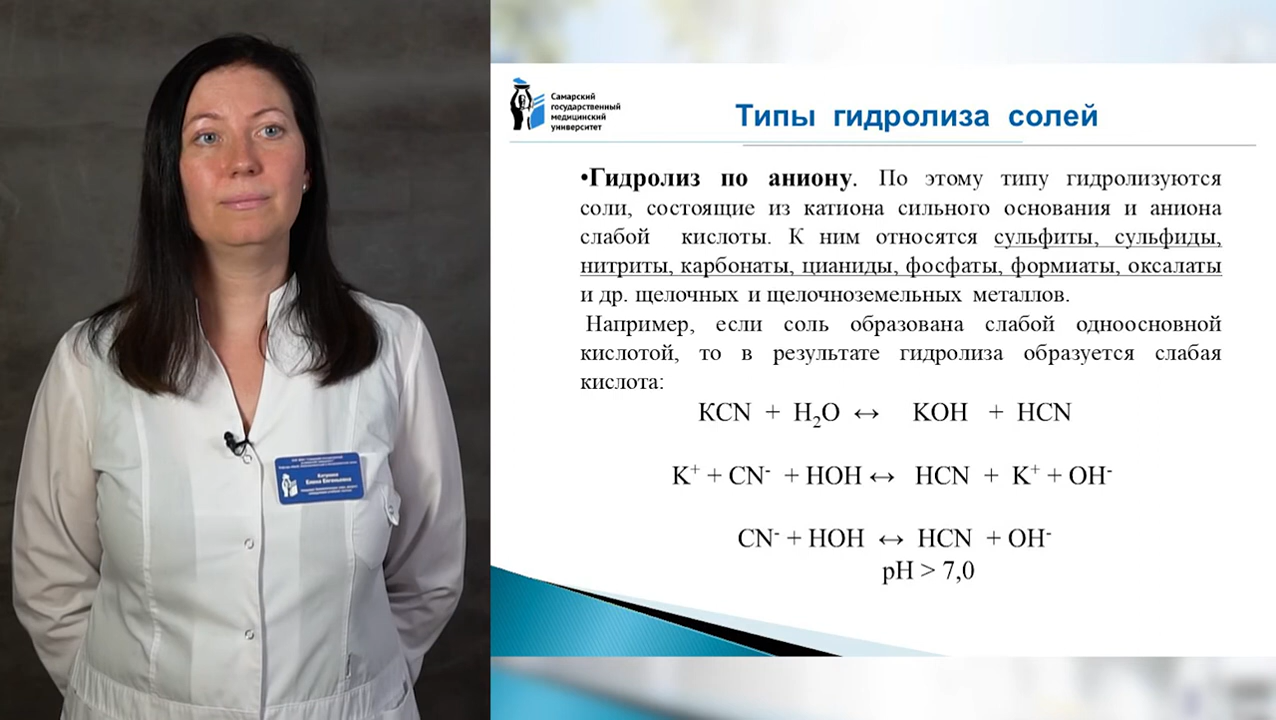 Самарский
государственный
медицинский
университет
Типы гидролиза солей
•Гидролиз по аниону. По этому типу гидролизуются
соли, состоящие из катиона сильного основания и аниона
слабой кислоты. К ним относятся сульфиты, сульфиды,
нитриты, карбонаты, цианиды, фосфаты, формиаты, оксалаты
и др. щелочных и щелочноземельных металлов.
Например, если соль образована слабой одноосновной
кислотой, то в результате гидролиза образуется слабая
кислота:
KCN + H₂O ↔ KOH + HCN
K⁺ + CN⁻ + HOH ↔ HCN + K⁺ + OH⁻
CN⁻ + HOH ↔ HCN + OH⁻
pH > 7,0
Елена Евгеньевна